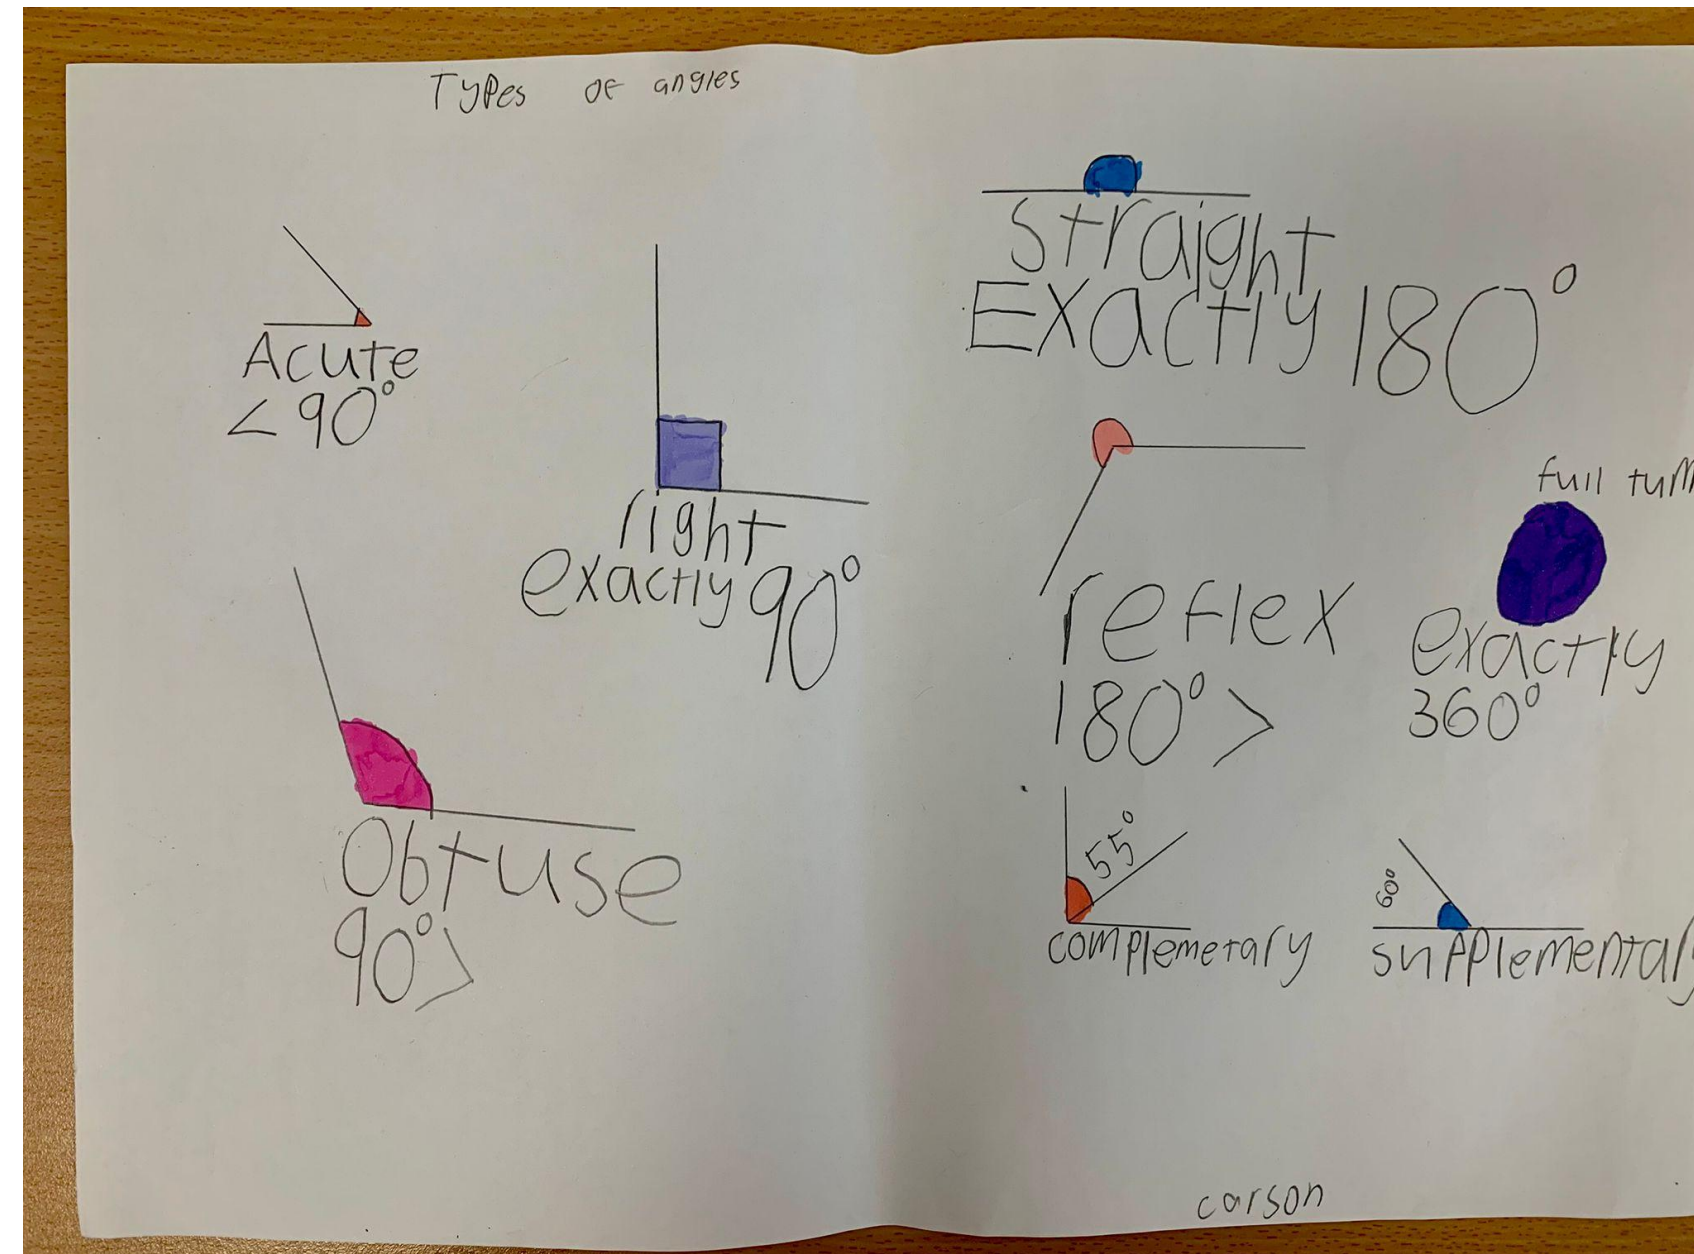 Types of angles
Acute
< 90°
right
exactly 90°
Obtuse
90° >
straight
Exactly 180°
reflex
180° >
full turn
exactly
360°
55°
complemetary
60°
supplementary
carson